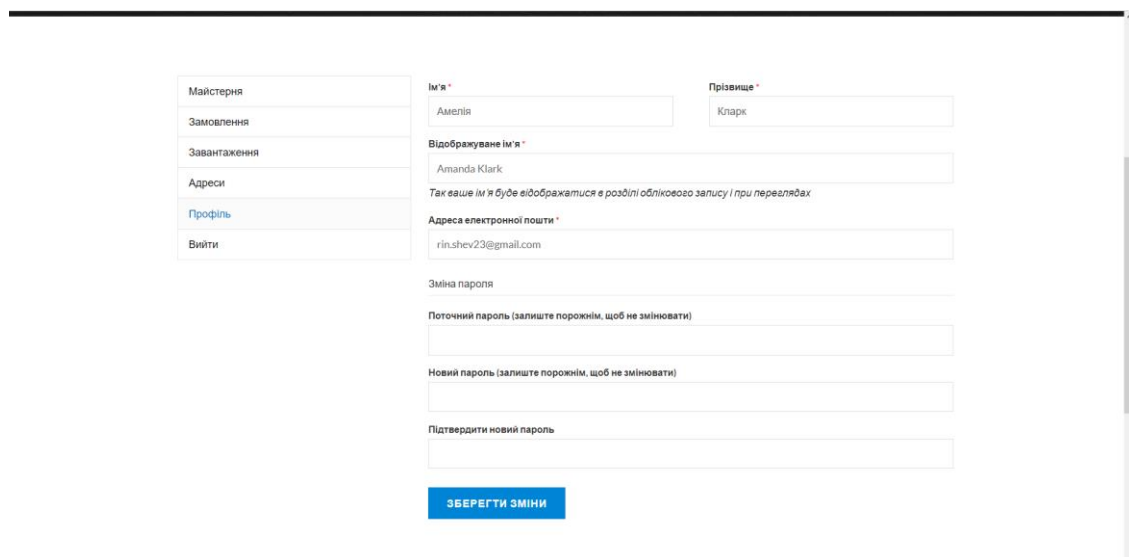 Майстерня
Замовлення
Завантаження
Адреси
Профіль
Вийти
Ім'я * Прізвище *
Амелія Кларк
Відображуване ім'я *
Amanda Klark
Так ваше ім'я буде відображатися в розділі облікового запису і при переглядах
Адреса електронної пошти *
rin.shev23@gmail.com
Зміна пароля
Поточний пароль (залиште порожнім, щоб не змінювати)
Новий пароль (залиште порожнім, щоб не змінювати)
Підтвердити новий пароль
ЗБЕРЕГТИ ЗМІНИ